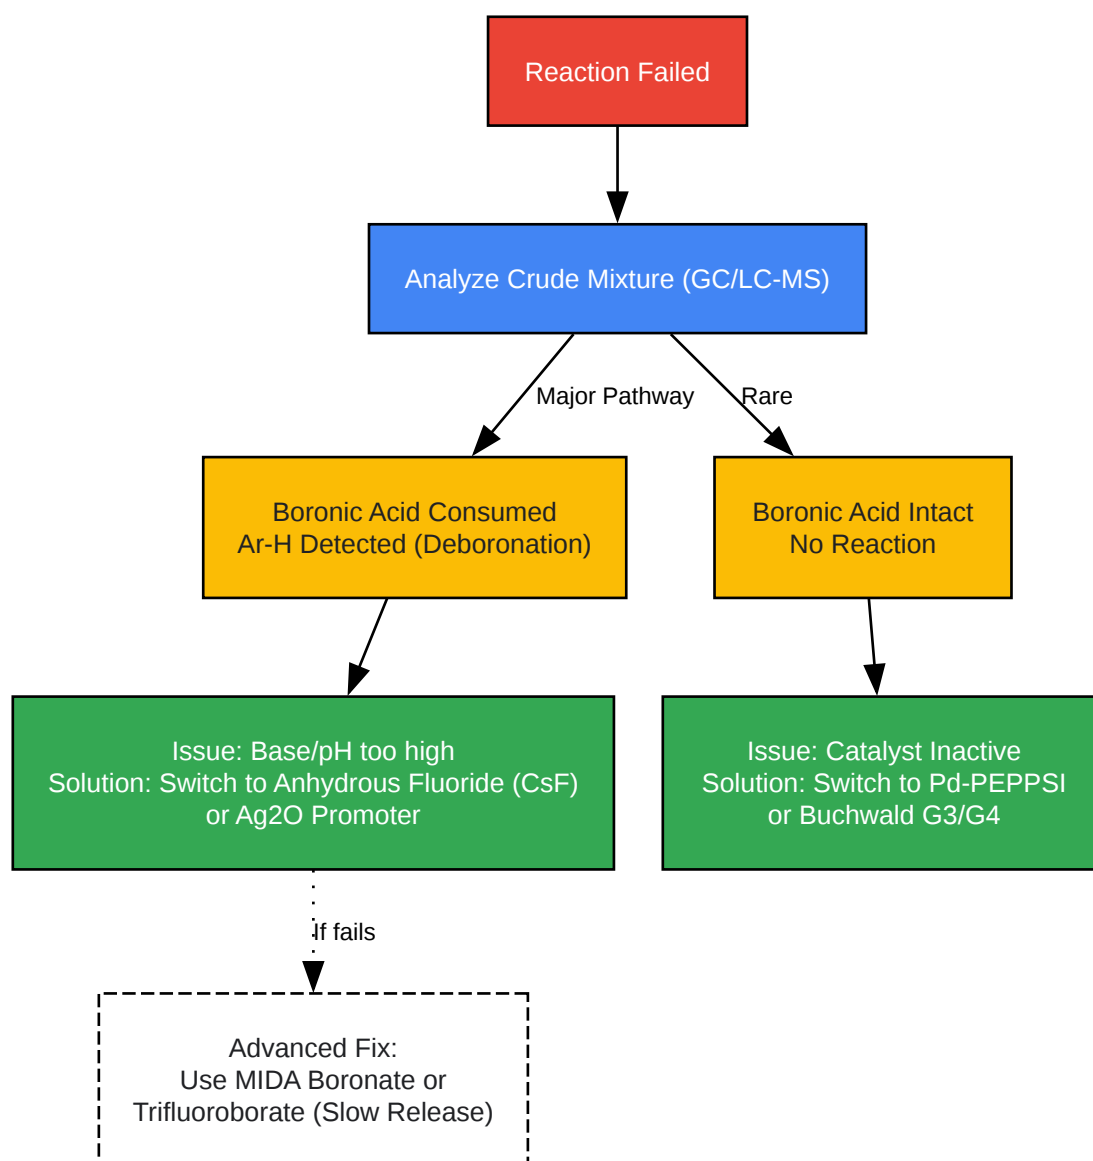 Reaction Failed
Analyze Crude Mixture (GC/LC-MS)
Major Pathway
Rare
Boronic Acid Consumed
Ar-H Detected (Deboronation)
Boronic Acid Intact
No Reaction
Issue: Base/pH too high
Solution: Switch to Anhydrous Fluoride (CsF)
or Ag2O Promoter
Issue: Catalyst Inactive
Solution: Switch to Pd-PEPPSI
or Buchwald G3/G4
If fails
Advanced Fix:
Use MIDA Boronate or
Trifluoroborate (Slow Release)